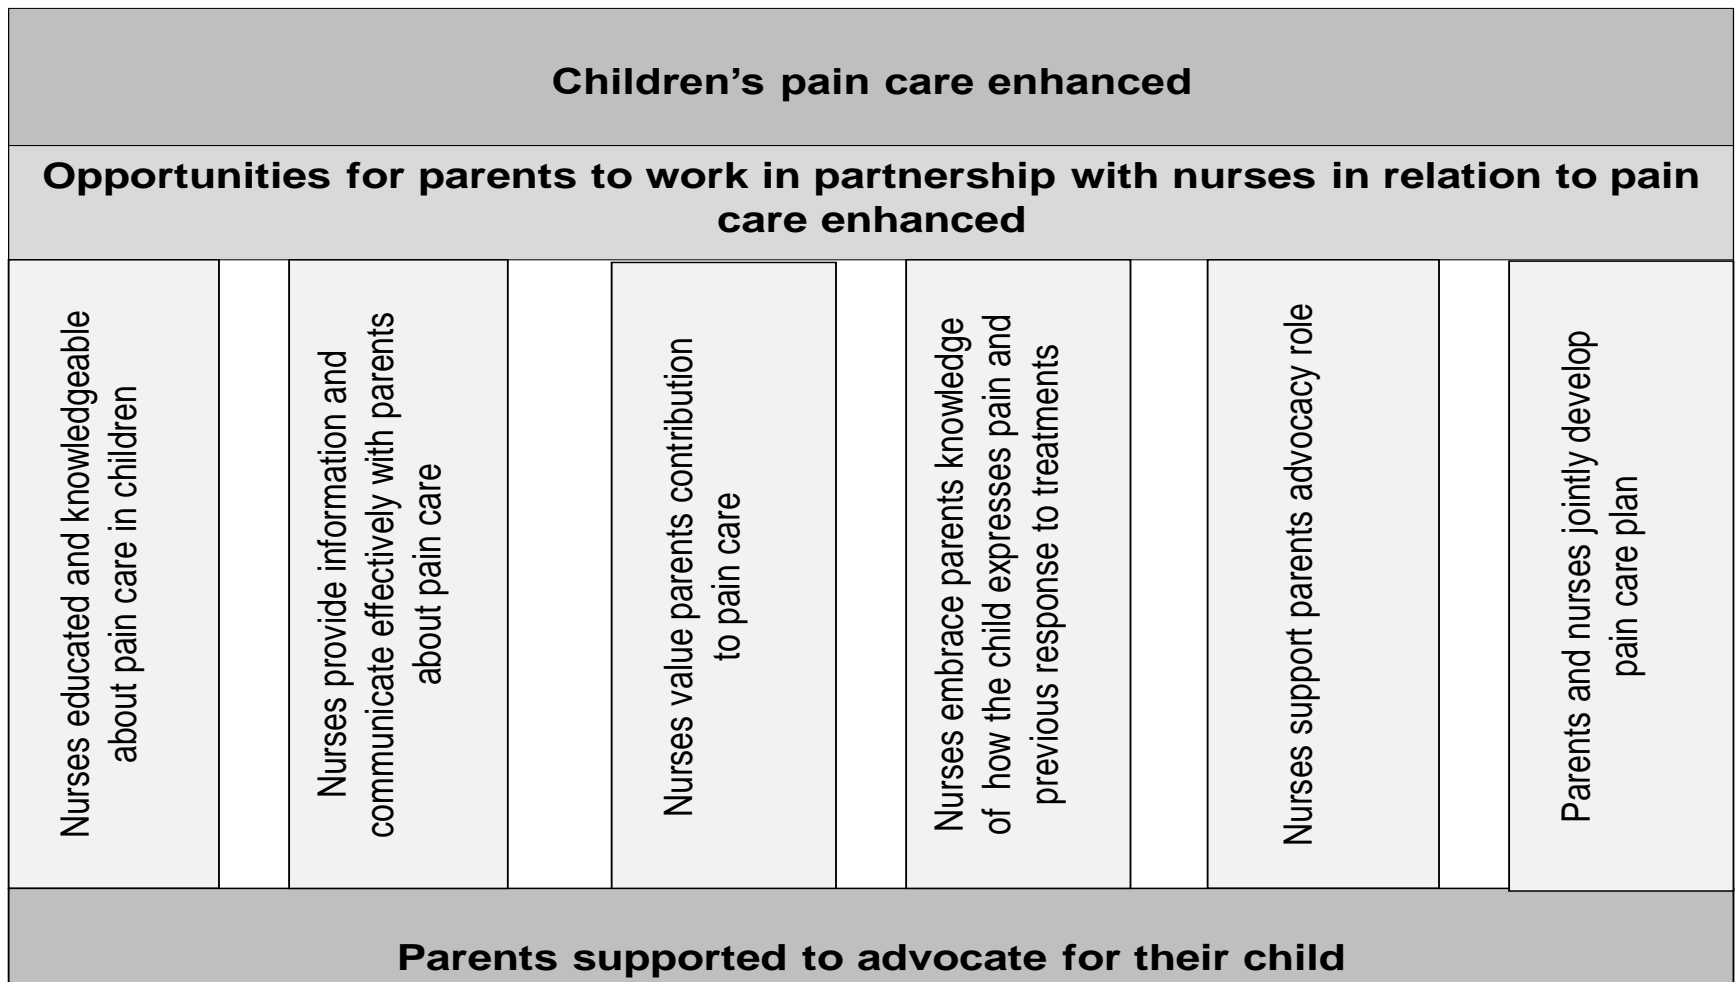 Children’s pain care enhanced
Opportunities for parents to work in partnership with nurses in relation to pain
care enhanced
Nurses educated and knowledgeable
about pain care in children
Nurses provide information and
communicate effectively with parents
about pain care
Nurses value parents contribution
to pain care
Nurses embrace parents knowledge
of how the child expresses pain and
previous response to treatments
Nurses support parents advocacy role
Parents and nurses jointly develop
pain care plan
Parents supported to advocate for their child